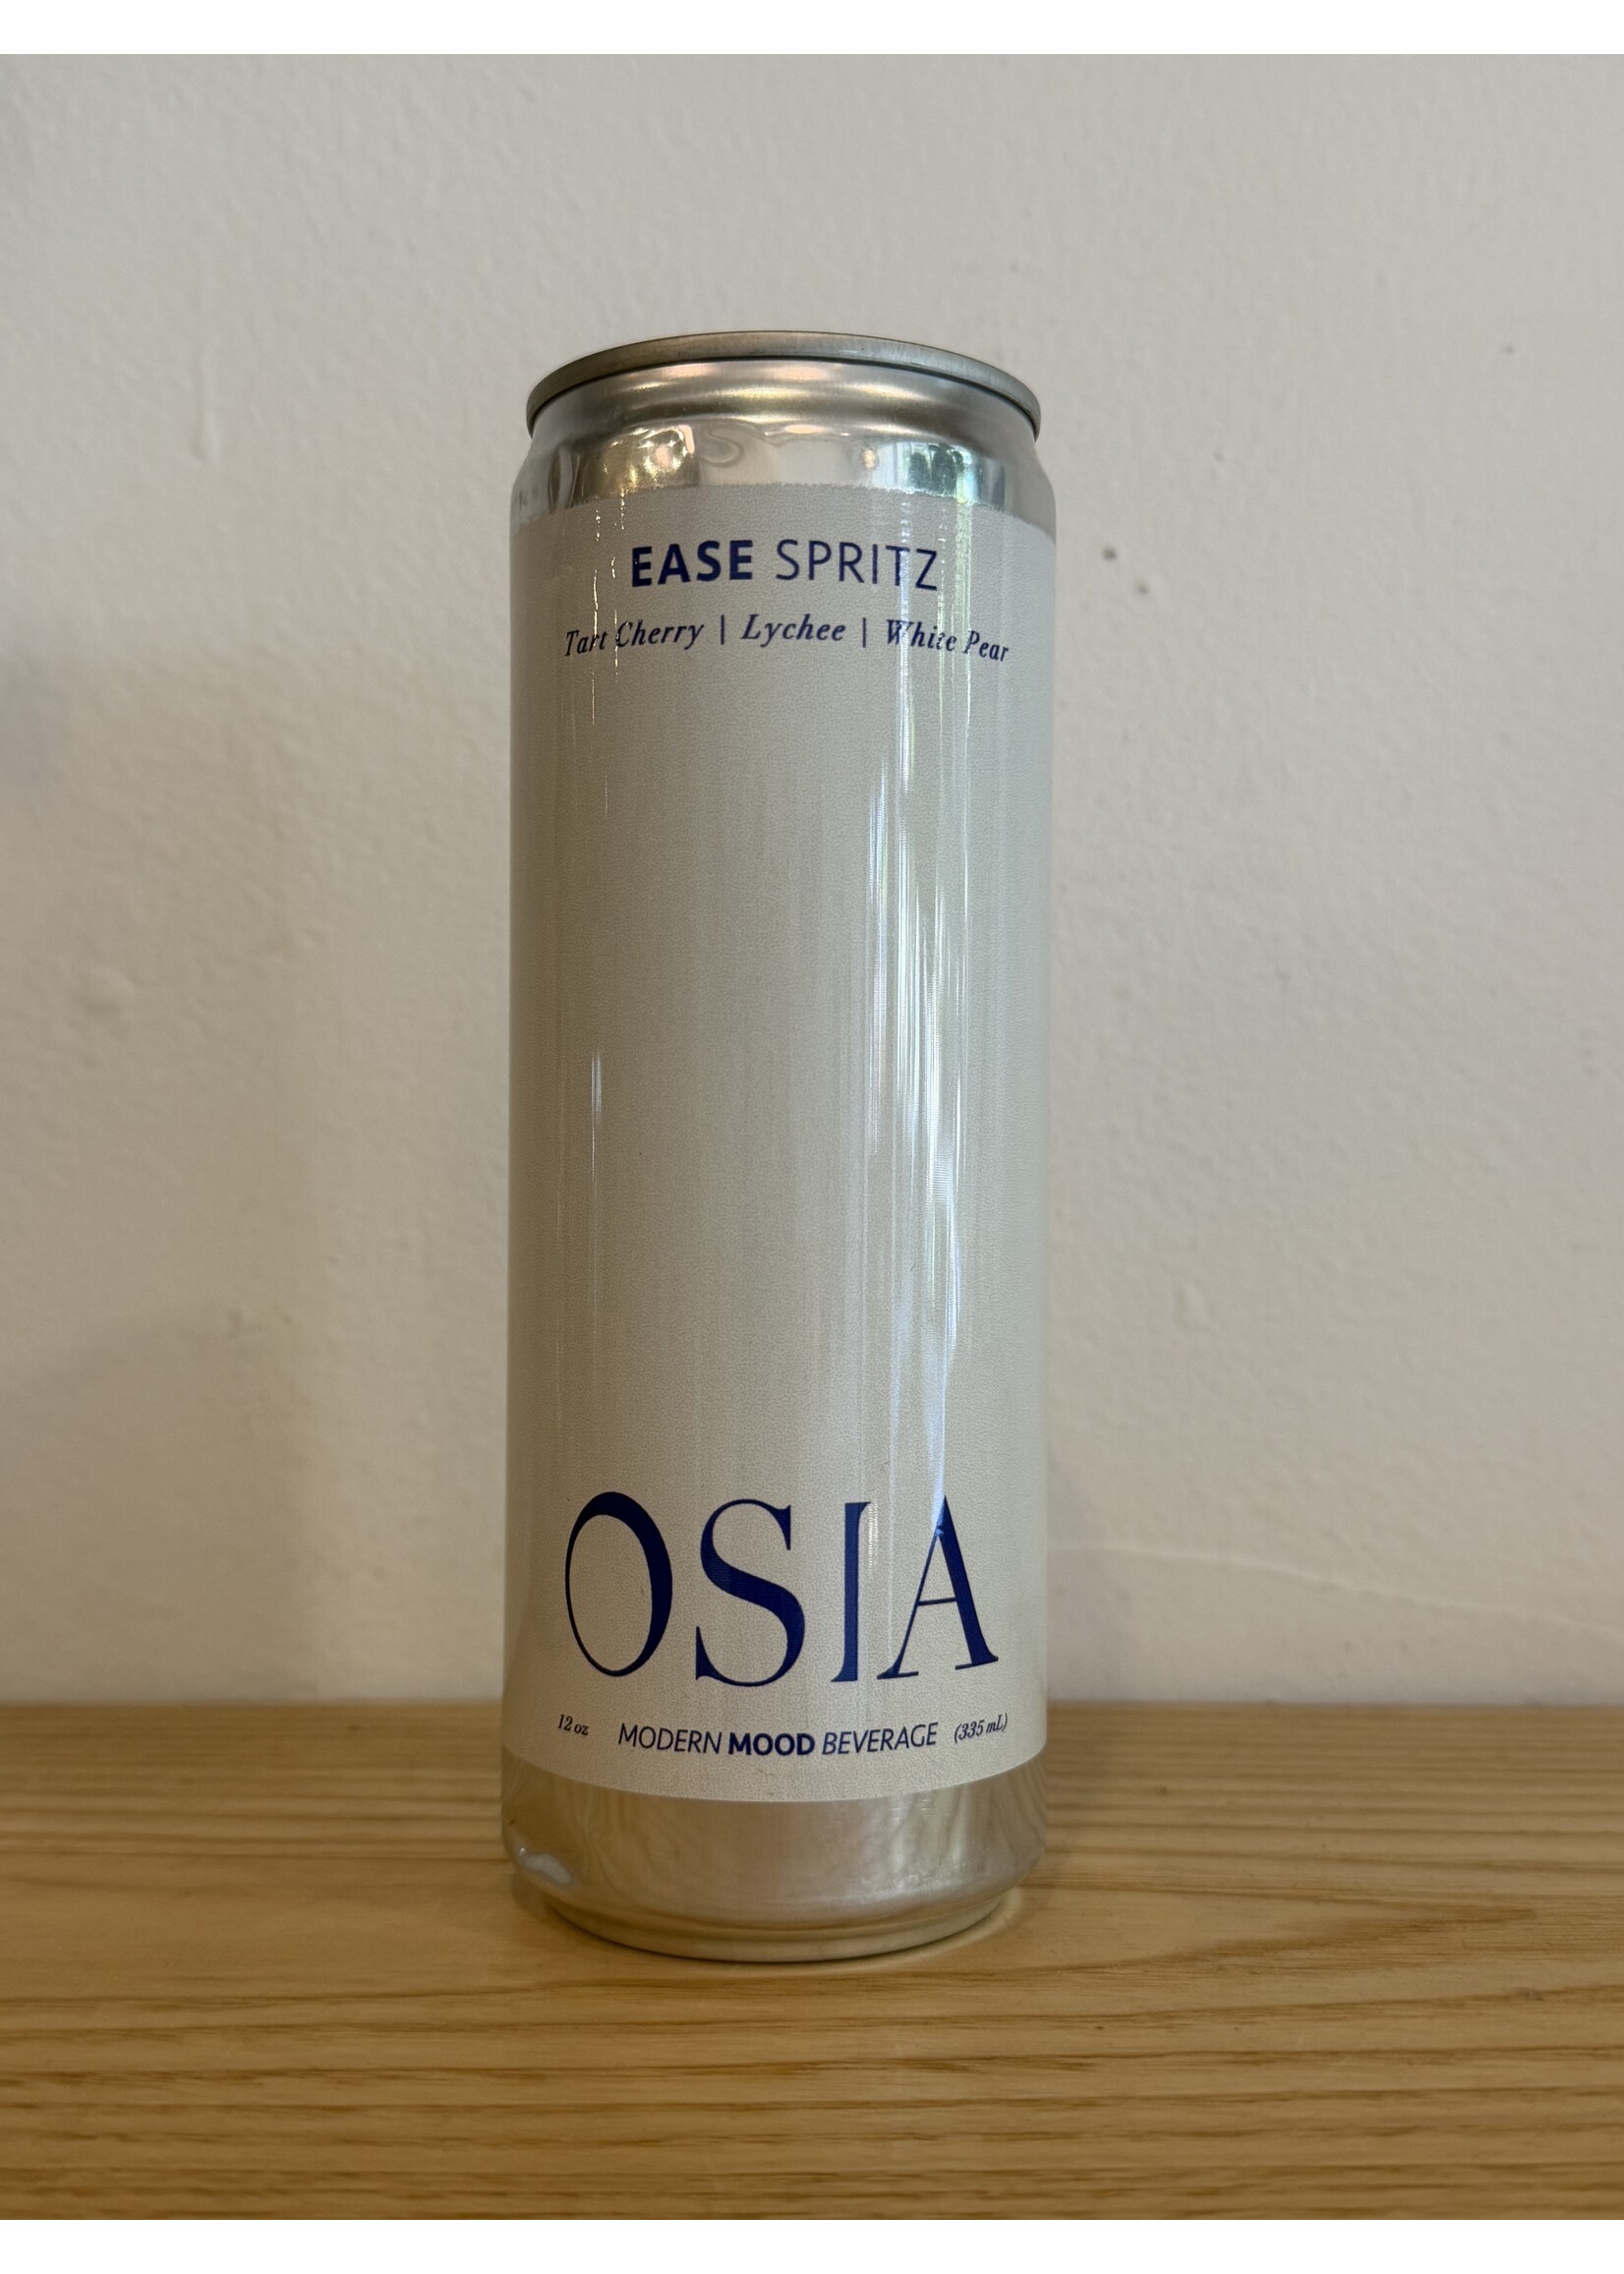 EASE SPRITZ
Tart Cherry | Lychee | White Pear
OSIA
12 oz MODERN MOOD BEVERAGE (335 mL)